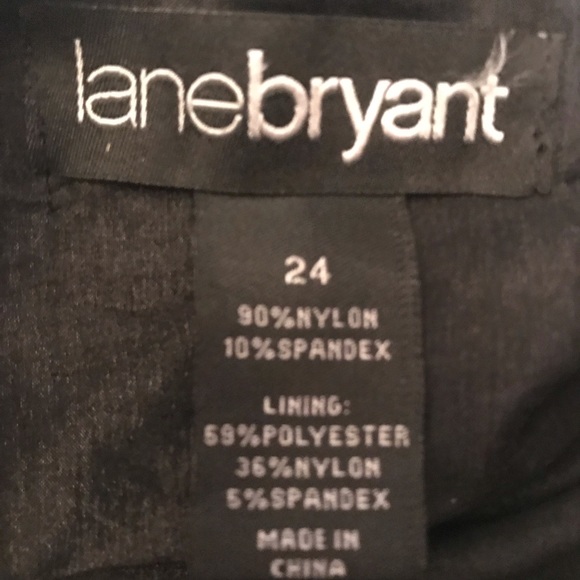 lanebryant
24
90%NYLON
10%SPANDEX
LINING:
59%POLYESTER
36%NYLON
5%SPANDEX
MADE IN
CHINA